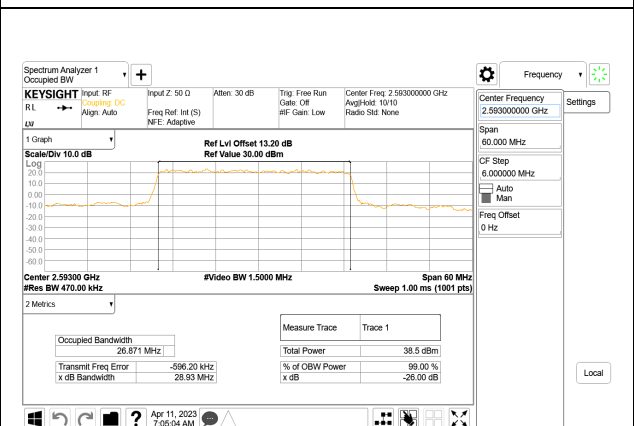 Spectrum Analyzer 1
Occupied BW
Frequency
KEYSIGHT
Input: RF
Input Z: 50 Ω
Atten: 30 dB
Trig: Free Run
Center Freq: 2.593000000 GHz
RL
Coupling: DC
Gate: Off
Avg|Hold: 10/10
Align: Auto
Freq Ref: Int (S)
#IF Gain: Low
Radio Std: None
NFE: Adaptive
Center Frequency
2.593000000 GHz
Settings
Span
60.000 MHz
CF Step
6.000000 MHz
Auto
Man
Freq Offset
0 Hz
1 Graph
Ref Lvl Offset 13.20 dB
Scale/Div 10.0 dB
Ref Value 30.00 dBm
Log
20.0
10.0
0.00
-10.0
-20.0
-30.0
-40.0
-50.0
-60.0
Center 2.59300 GHz
#Video BW 1.5000 MHz
Span 60 MHz
#Res BW 470.00 kHz
Sweep 1.00 ms (1001 pts)
2 Metrics
Measure Trace
Trace 1
Occupied Bandwidth
26.871 MHz
Total Power
38.5 dBm
Transmit Freq Error
-596.20 kHz
% of OBW Power
99.00 %
x dB Bandwidth
28.93 MHz
x dB
-26.00 dB
Local
?
Apr 11, 2023
7:05:04 AM